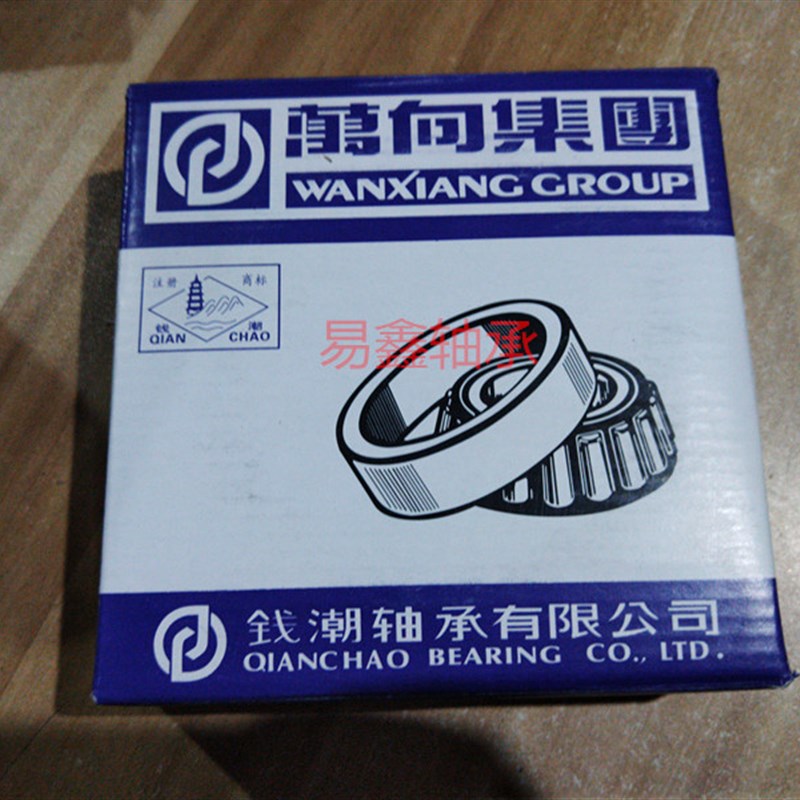 萬向集團
WANXIANG GROUP
注册 商标
钱 潮
QIAN CHAO
易鑫轴承
钱潮轴承有限公司
QIANCHAO BEARING CO., LTD.